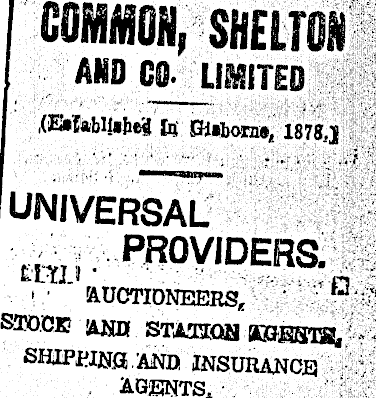 COMMON, SHELTON
AND CO. LIMITED
(Established in Gisborne, 1878.)
UNIVERSAL
PROVIDERS.
AUCTIONEERS,
STOCK AND STATION AGENTS,
SHIPPING AND INSURANCE
AGENTS.